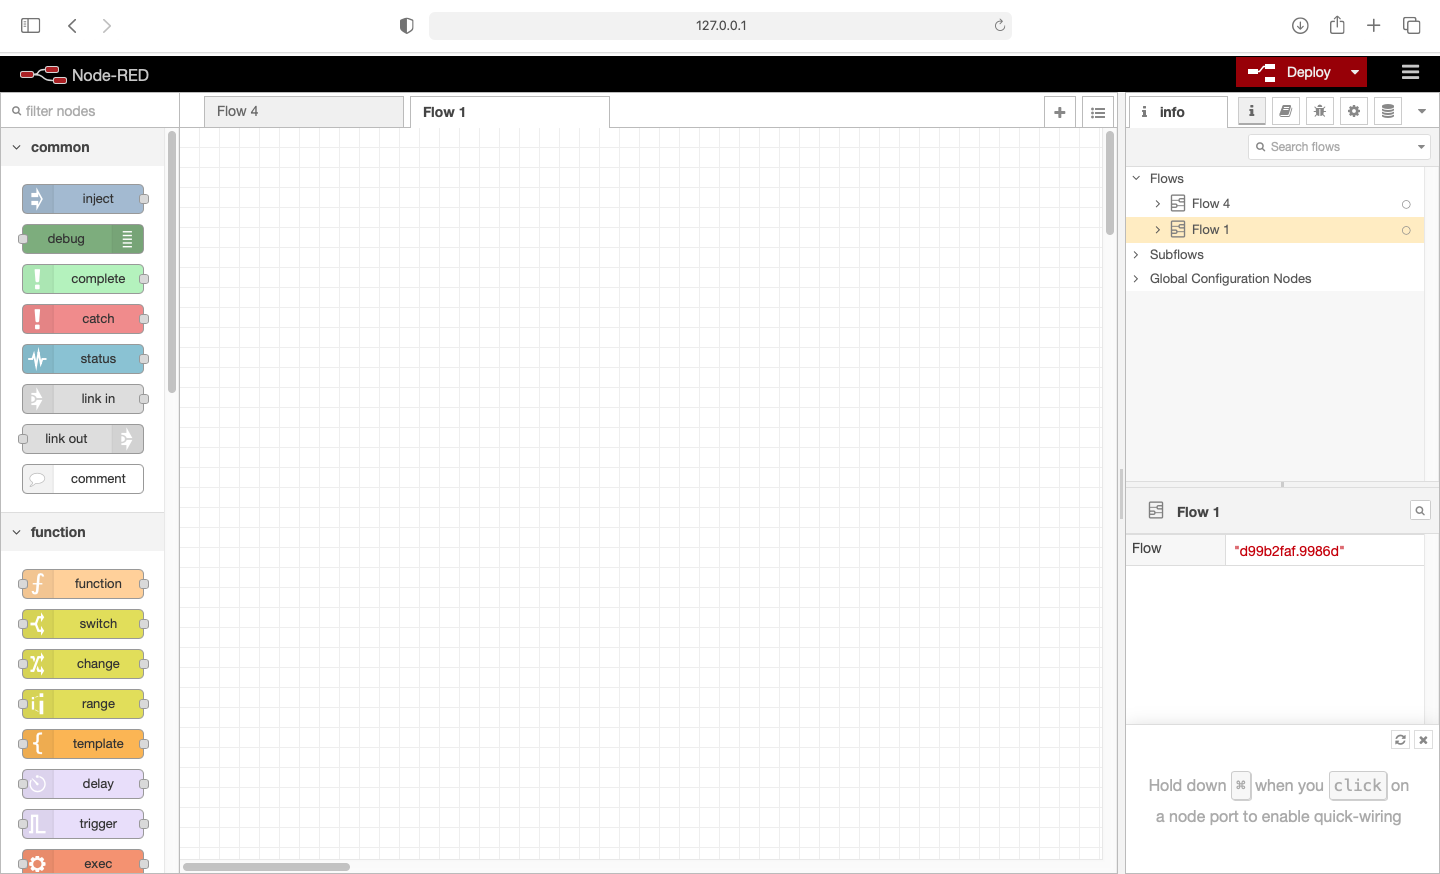 127.0.0.1
Node-RED
Deploy
filter nodes
Flow 4
Flow 1
info
common
inject
debug
complete
catch
status
link in
link out
comment
function
function
switch
change
range
template
delay
trigger
exec
Search flows
Flows
Flow 4
Flow 1
Subflows
Global Configuration Nodes
Flow 1
Flow "d99b2faf.9986d"
Hold down ⌘ when you click on
a node port to enable quick-wiring